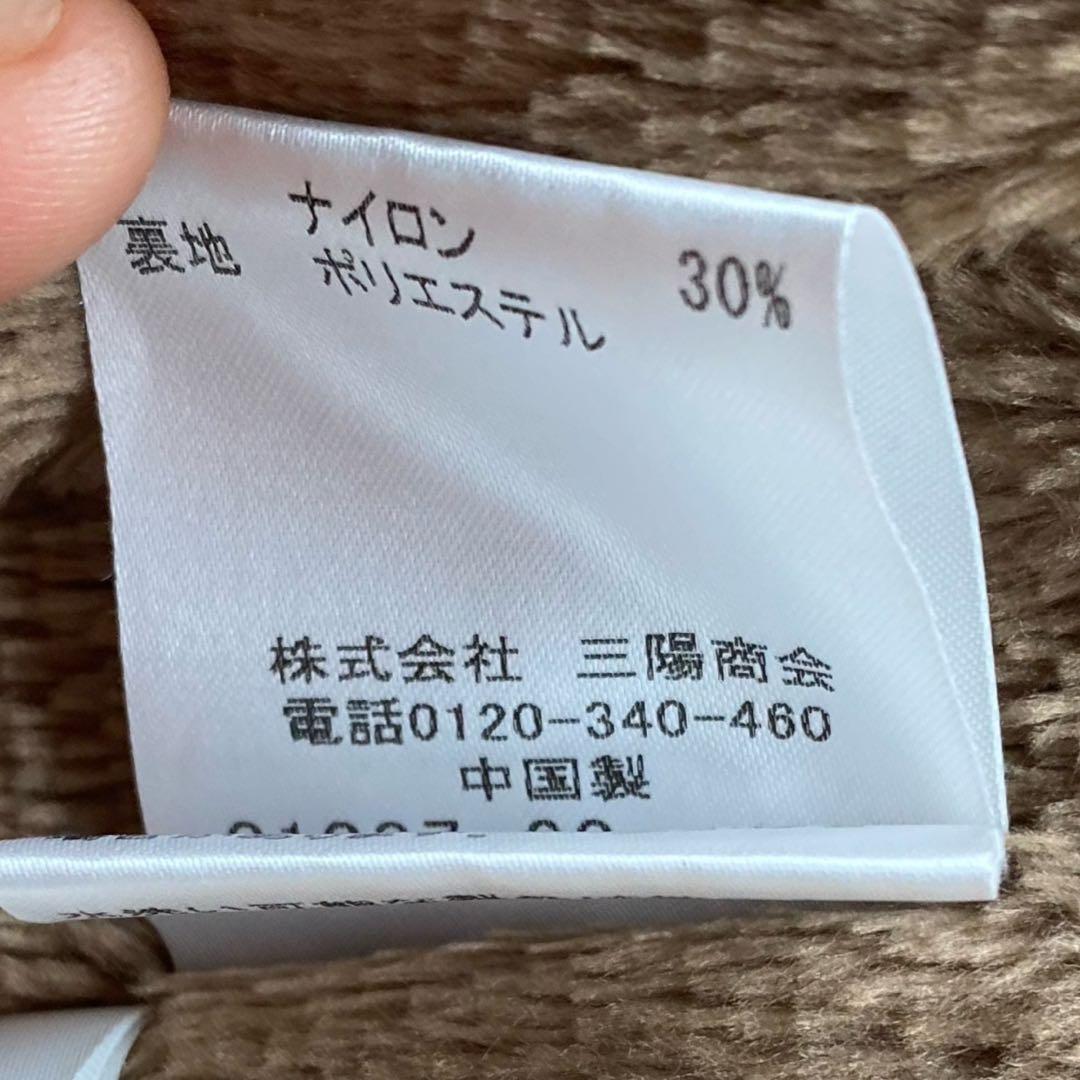 ナイロン 30%
裏地 ポリエステル
株式会社 三陽商会
電話0120-340-460
中国製